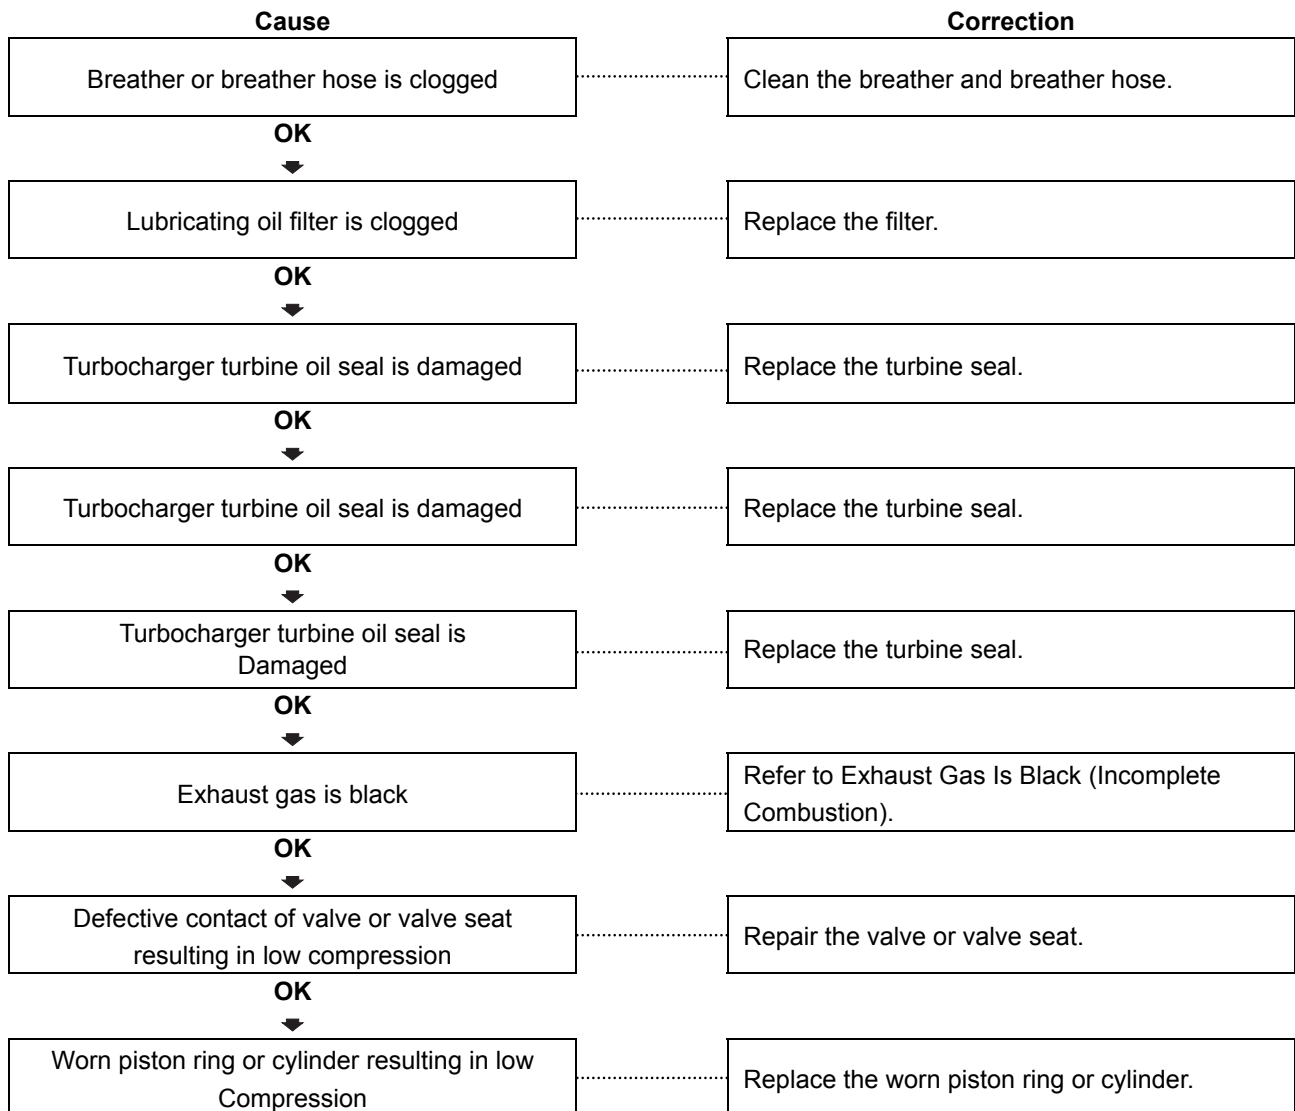 Cause Correction
Breather or breather hose is clogged Clean the breather and breather hose.
OK
Lubricating oil filter is clogged Replace the filter.
OK
Turbocharger turbine oil seal is damaged Replace the turbine seal.
OK
Turbocharger turbine oil seal is damaged Replace the turbine seal.
OK
Turbocharger turbine oil seal is
Damaged
Replace the turbine seal.
OK
Exhaust gas is black
Refer to Exhaust Gas Is Black (Incomplete
Combustion).
OK
Defective contact of valve or valve seat
resulting in low compression
Repair the valve or valve seat.
OK
Worn piston ring or cylinder resulting in low
Compression
Replace the worn piston ring or cylinder.